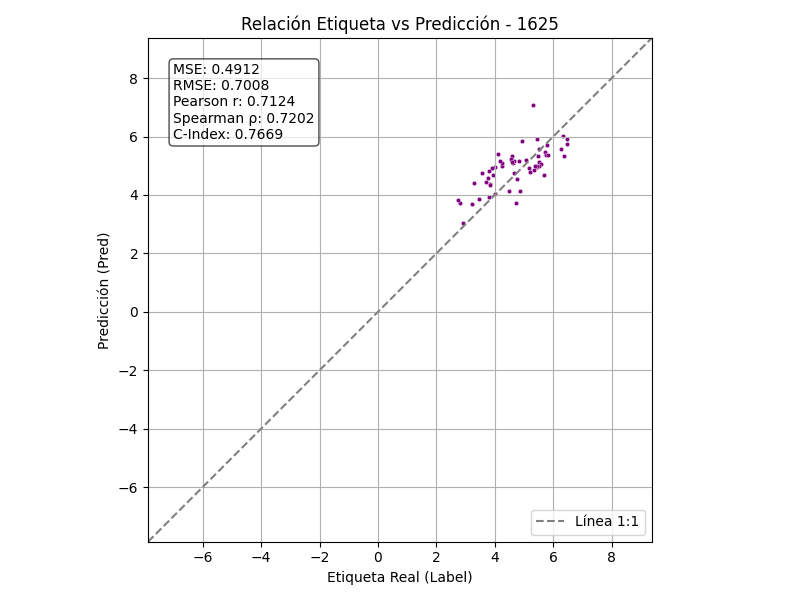 Relación Etiqueta vs Predicción - 1625
MSE: 0.4912
RMSE: 0.7008
Pearson r: 0.7124
Spearman ρ: 0.7202
C-Index: 0.7669
Predicción (Pred)
8
6
4
2
0
−2
−4
−6
Línea 1:1
−6 −4 −2 0 2 4 6 8
Etiqueta Real (Label)